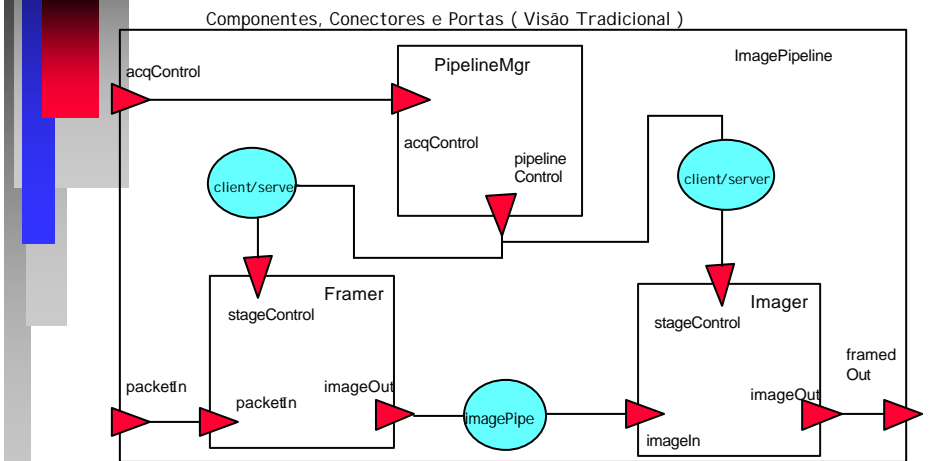 Componentes, Conectores e Portas ( Visão Tradicional )
ImagePipeline
PipelineMgr
acqControl
acqControl
pipeline
Control
client/serve
client/server
Framer
stageControl
Imager
stageControl
packetIn
packetIn
imageOut
imagePipe
imageIn
imageOut
framed
Out